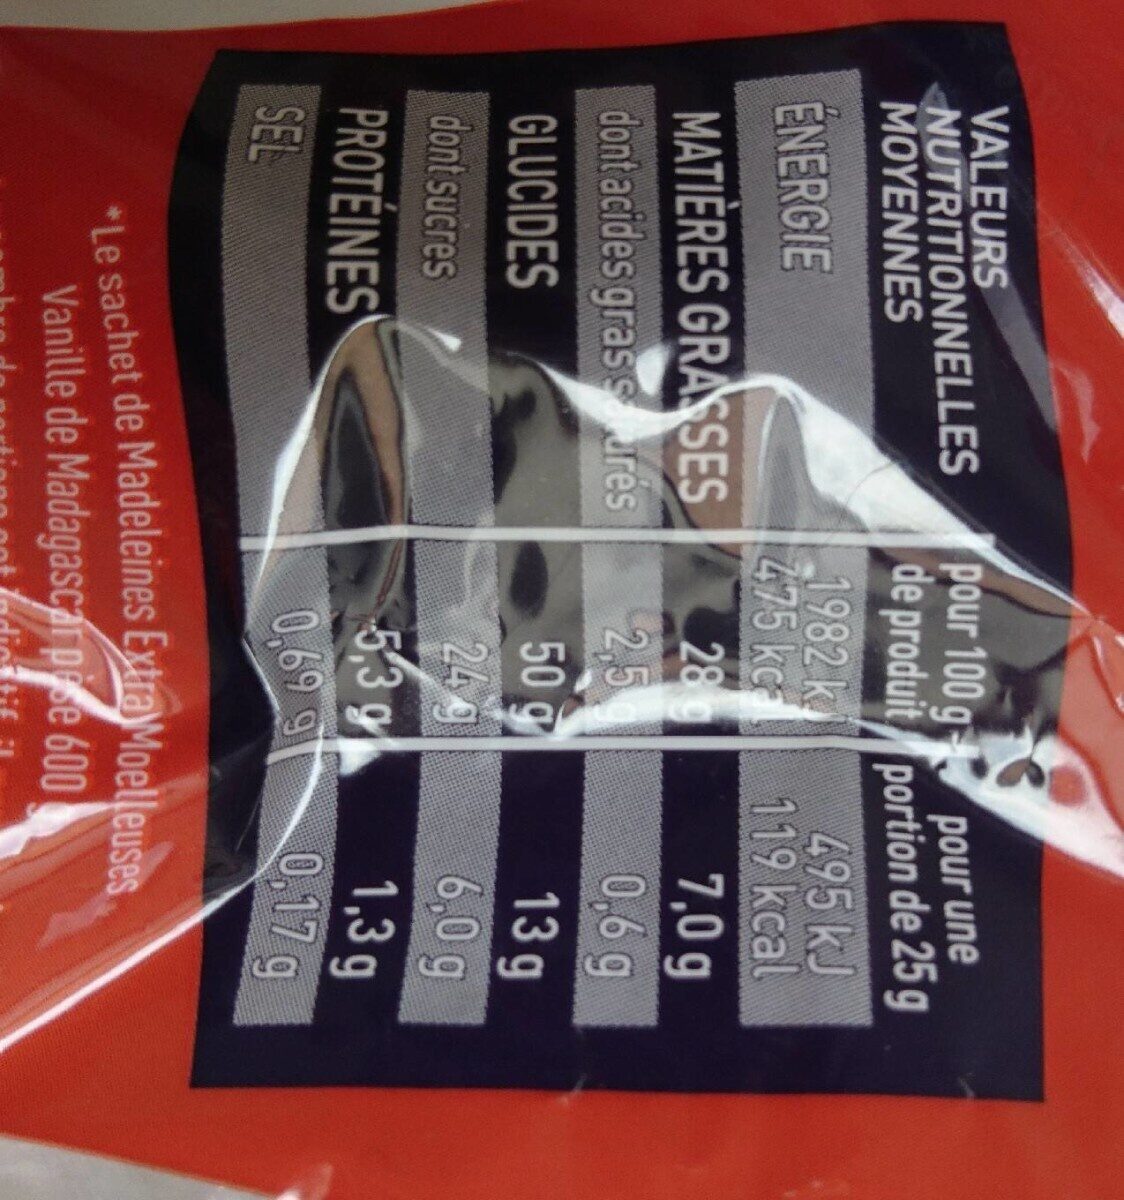 VALEURS
NUTRITIONNELLES
MOYENNES
pour 100 g
de produit
pour une
portion de 25 g
ÉNERGIE 1982 kJ 495 kJ
475 kcal 119 kcal
MATIÈRES GRASSES 28 g 7,0 g
dont acides gras saturés 2,5 g 0,6 g
GLUCIDES 50 g 13 g
dont sucres 24 g 6,0 g
PROTÉINES 5,3 g 1,3 g
SEL 0,69 g 0,17 g
*Le sachet de Madeleines Extra Moelleuses
Vanille de Madagascar pèse 600 g